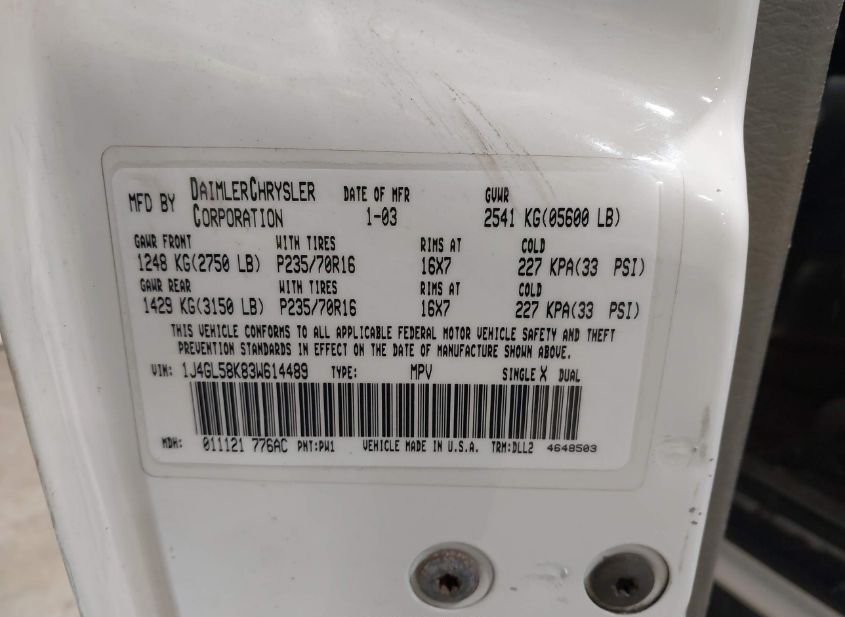 MFD BY DAIMLERCHRYSLER CORPORATION DATE OF MFR 1-03 GVWR 2541 KG(05600 LB)
GAWR FRONT WITH TIRES RIMS AT COLD
1248 KG(2750 LB) P235/70R16 16X7 227 KPA(33 PSI)
GAWR REAR WITH TIRES RIMS AT COLD
1429 KG(3150 LB) P235/70R16 16X7 227 KPA(33 PSI)
THIS VEHICLE CONFORMS TO ALL APPLICABLE FEDERAL MOTOR VEHICLE SAFETY AND THEFT
PREVENTION STANDARDS IN EFFECT ON THE DATE OF MANUFACTURE SHOWN ABOVE.
VIN: 1J4GL58K83W614489 TYPE: MPV SINGLE X DUAL
MDH: 011121 776AC PNT:PW1 VEHICLE MADE IN U.S.A. TRM:DLL2 4648503